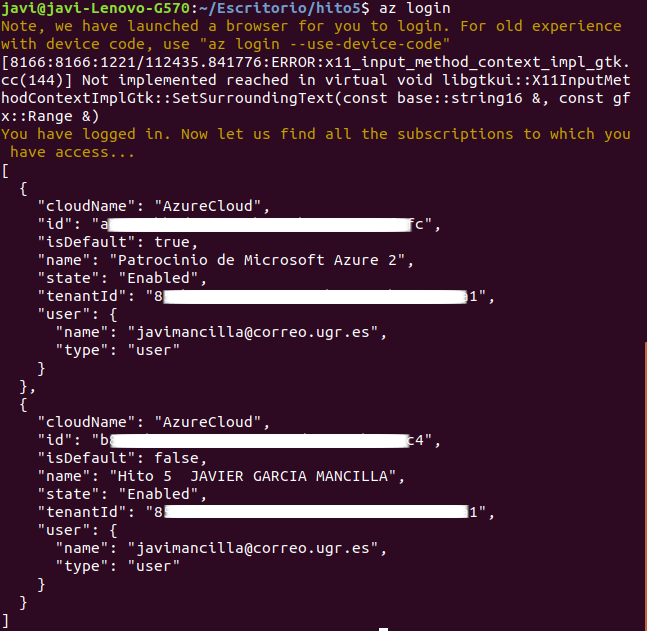 javi@javi-Lenovo-G570:~/Escritorio/hito5$ az login
Note, we have launched a browser for you to login. For old experience
with device code, use "az login --use-device-code"
[8166:8166:1221/112435.841776:ERROR:x11_input_method_context_impl_gtk.
cc(144)] Not implemented reached in virtual void libgtkui::X11InputMet
hodContextImplGtk::SetSurroundingText(const base::string16 &, const gf
x::Range &)
You have logged in. Now let us find all the subscriptions to which you
 have access...
[
  {
    "cloudName": "AzureCloud",
    "id": "a fc",
    "isDefault": true,
    "name": "Patrocinio de Microsoft Azure 2",
    "state": "Enabled",
    "tenantId": "8 1",
    "user": {
      "name": "javimancilla@correo.ugr.es",
      "type": "user"
    }
  },
  {
    "cloudName": "AzureCloud",
    "id": "b c4",
    "isDefault": false,
    "name": "Hito 5  JAVIER GARCIA MANCILLA",
    "state": "Enabled",
    "tenantId": "8 1",
    "user": {
      "name": "javimancilla@correo.ugr.es",
      "type": "user"
    }
  }
]